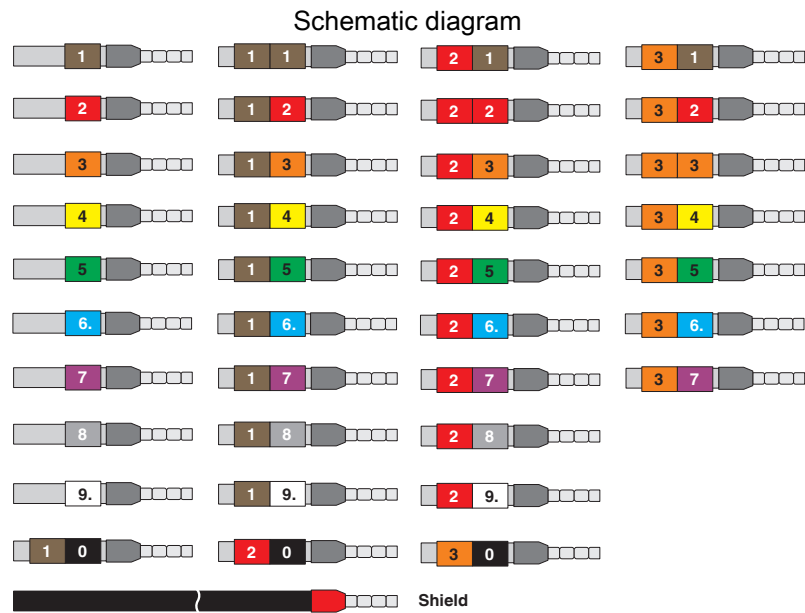 Schematic diagram
1 1 1 2 1 3 1
2 1 2 2 2 3 2
3 1 3 2 3 3 3
4 1 4 2 4 3 4
5 1 5 2 5 3 5
6. 1 6. 2 6. 3 6.
7 1 7 2 7 3 7
8 1 8 2 8
9. 1 9. 2 9.
1 0 2 0 3 0
Shield